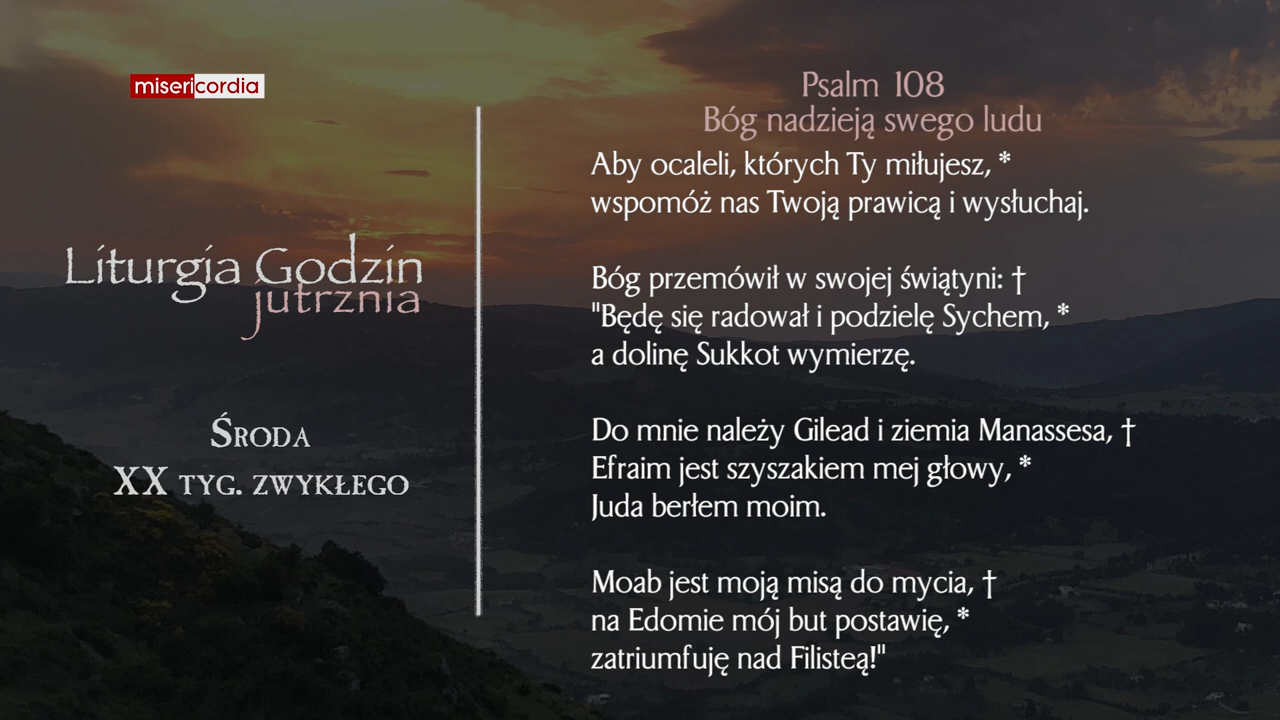 misericordia
Liturgia Godzin
jutrznia
Środa
XX tyg. zwykłego
Psalm 108
Bóg nadzieją swego ludu
Aby ocaleli, których Ty miłujesz, *
wspomóż nas Twoją prawicą i wysłuchaj.
Bóg przemówił w swojej świątyni: †
"Będę się radował i podzielę Sychem, *
a dolinę Sukkot wymierzę.
Do mnie należy Gilead i ziemia Manassesa, †
Efraim jest szyszakiem mej głowy, *
Juda berłem moim.
Moab jest moją misą do mycia, †
na Edomie mój but postawię, *
zatriumfuję nad Filisteą!"